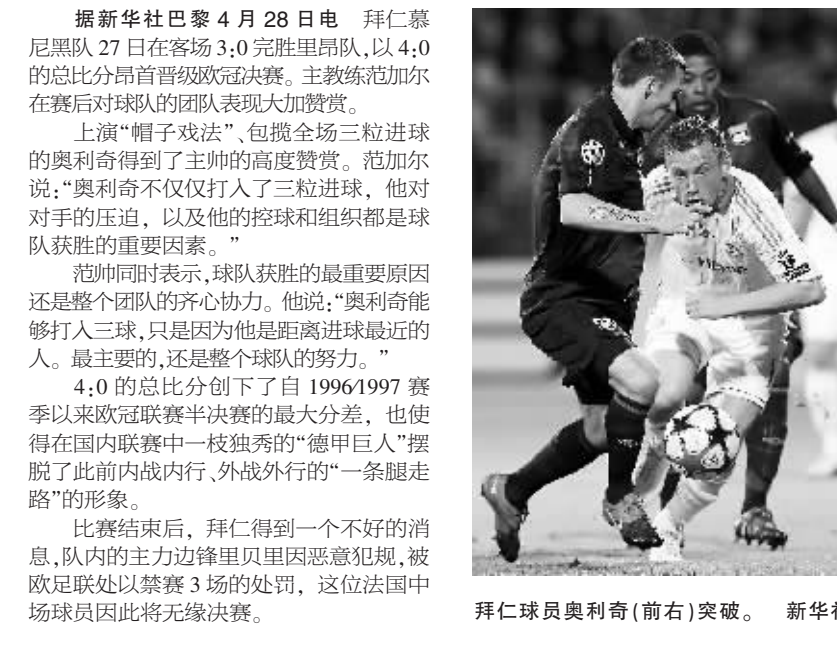 据新华社巴黎4月28日电 拜仁慕
尼黑队27日在客场3:0完胜里昂队,以4:0
的总比分昂首晋级欧冠决赛。主教练范加尔
在赛后对球队的团队表现大加赞赏。
上演“帽子戏法”、包揽全场三粒进球
的奥利奇得到了主帅的高度赞赏。范加尔
说:“奥利奇不仅仅打入了三粒进球，他对
对手的压迫，以及他的控球和组织都是球
队获胜的重要因素。”
范帅同时表示,球队获胜的最重要原因
还是整个团队的齐心协力。他说:“奥利奇能
够打入三球,只是因为他是距离进球最近的
人。最主要的,还是整个球队的努力。”
4:0的总比分创下了自1996/1997赛
季以来欧冠联赛半决赛的最大分差，也使
得在国内联赛中一枝独秀的“德甲巨人”摆
脱了此前内战内行、外战外行的“一条腿走
路”的形象。
比赛结束后，拜仁得到一个不好的消
息,队内的主力边锋里贝里因恶意犯规,被
欧足联处以禁赛3场的处罚，这位法国中
场球员因此将无缘决赛。
拜仁球员奥利奇(前右)突破。 新华